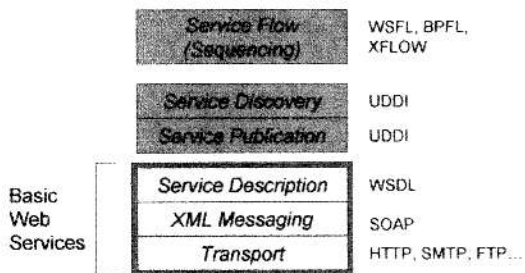 Service Flow
(Sequencing)
WSFL, BPFL,
XFLOW
Service Discovery
UDDI
Service Publication
UDDI
Basic
Web
Services
Service Description
WSDL
XML Messaging
SOAP
Transport
HTTP, SMTP, FTP...